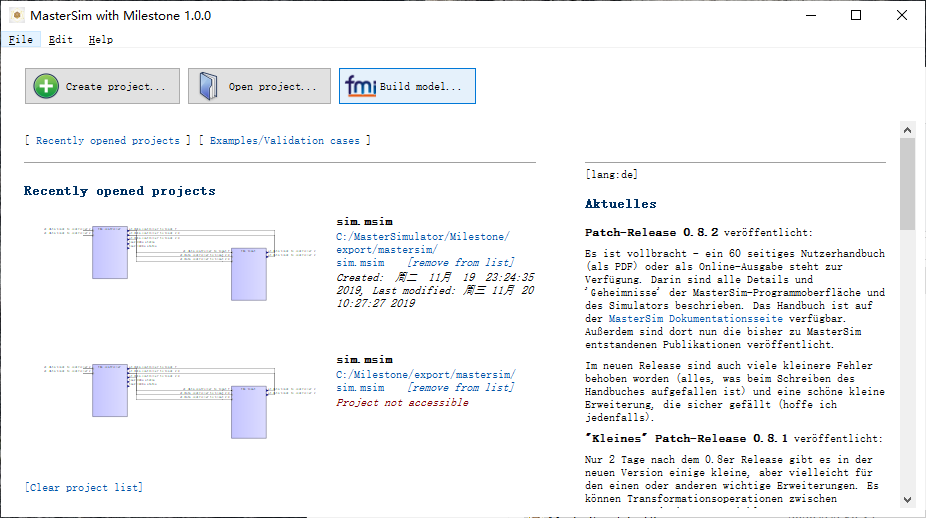 MasterSim with Milestone 1.0.0
File Edit Help
Create project...
Open project...
fmi Build model...
[ Recently opened projects ] [ Examples/Validation cases ]
Recently opened projects
sim.msim
C:/MasterSimulator/Milestone/
export/mastersim/
sim.msim [remove from list]
Created: 周二 11月 19 23:24:35
2019, Last modified: 周三 11月 20
10:27:27 2019
sim.msim
C:/Milestone/export/mastersim/
sim.msim [remove from list]
Project not accessible
[Clear project list]
[lang:de]
Aktuelles
Patch-Release 0.8.2 veröffentlicht:
Es ist vollbracht - ein 60 seitiges Nutzerhandbuch
(als PDF) oder als Online-Ausgabe steht zur
Verfügung. Darin sind alle Details und
'Geheimnisse' der MasterSim-Programmoberfläche und
des Simulators beschrieben. Das Handbuch ist auf
der MasterSim Dokumentationsseite verfügbar.
Außerdem sind dort nun die bisher zu MasterSim
entstandenen Publikationen veröffentlicht.
Im neuen Release sind auch viele kleinere Fehler
behoben worden (alles, was beim Schreiben des
Handbuches aufgefallen ist) und eine schöne kleine
Erweiterung, die sicher gefällt (hoffe ich
jedenfalls).
"Kleines" Patch-Release 0.8.1 veröffentlicht:
Nur 2 Tage nach dem 0.8er Release gibt es in der
neuen Version einige kleine, aber vielleicht für
den einen oder anderen wichtige Erweiterungen. Es
können Transformationsoperationen zwischen